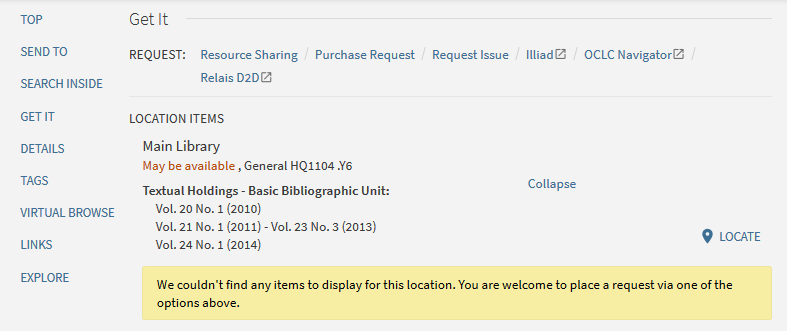 TOP
SEND TO
SEARCH INSIDE
GET IT
DETAILS
TAGS
VIRTUAL BROWSE
LINKS
EXPLORE
Get It
REQUEST: Resource Sharing / Purchase Request / Request Issue / Illiad / OCLC Navigator /
Relais D2D
LOCATION ITEMS
Main Library
May be available , General HQ1104 .Y6
Textual Holdings - Basic Bibliographic Unit:
Collapse
Vol. 20 No. 1 (2010)
Vol. 21 No. 1 (2011) - Vol. 23 No. 3 (2013)
Vol. 24 No. 1 (2014)
LOCATE
We couldn't find any items to display for this location. You are welcome to place a request via one of the
options above.